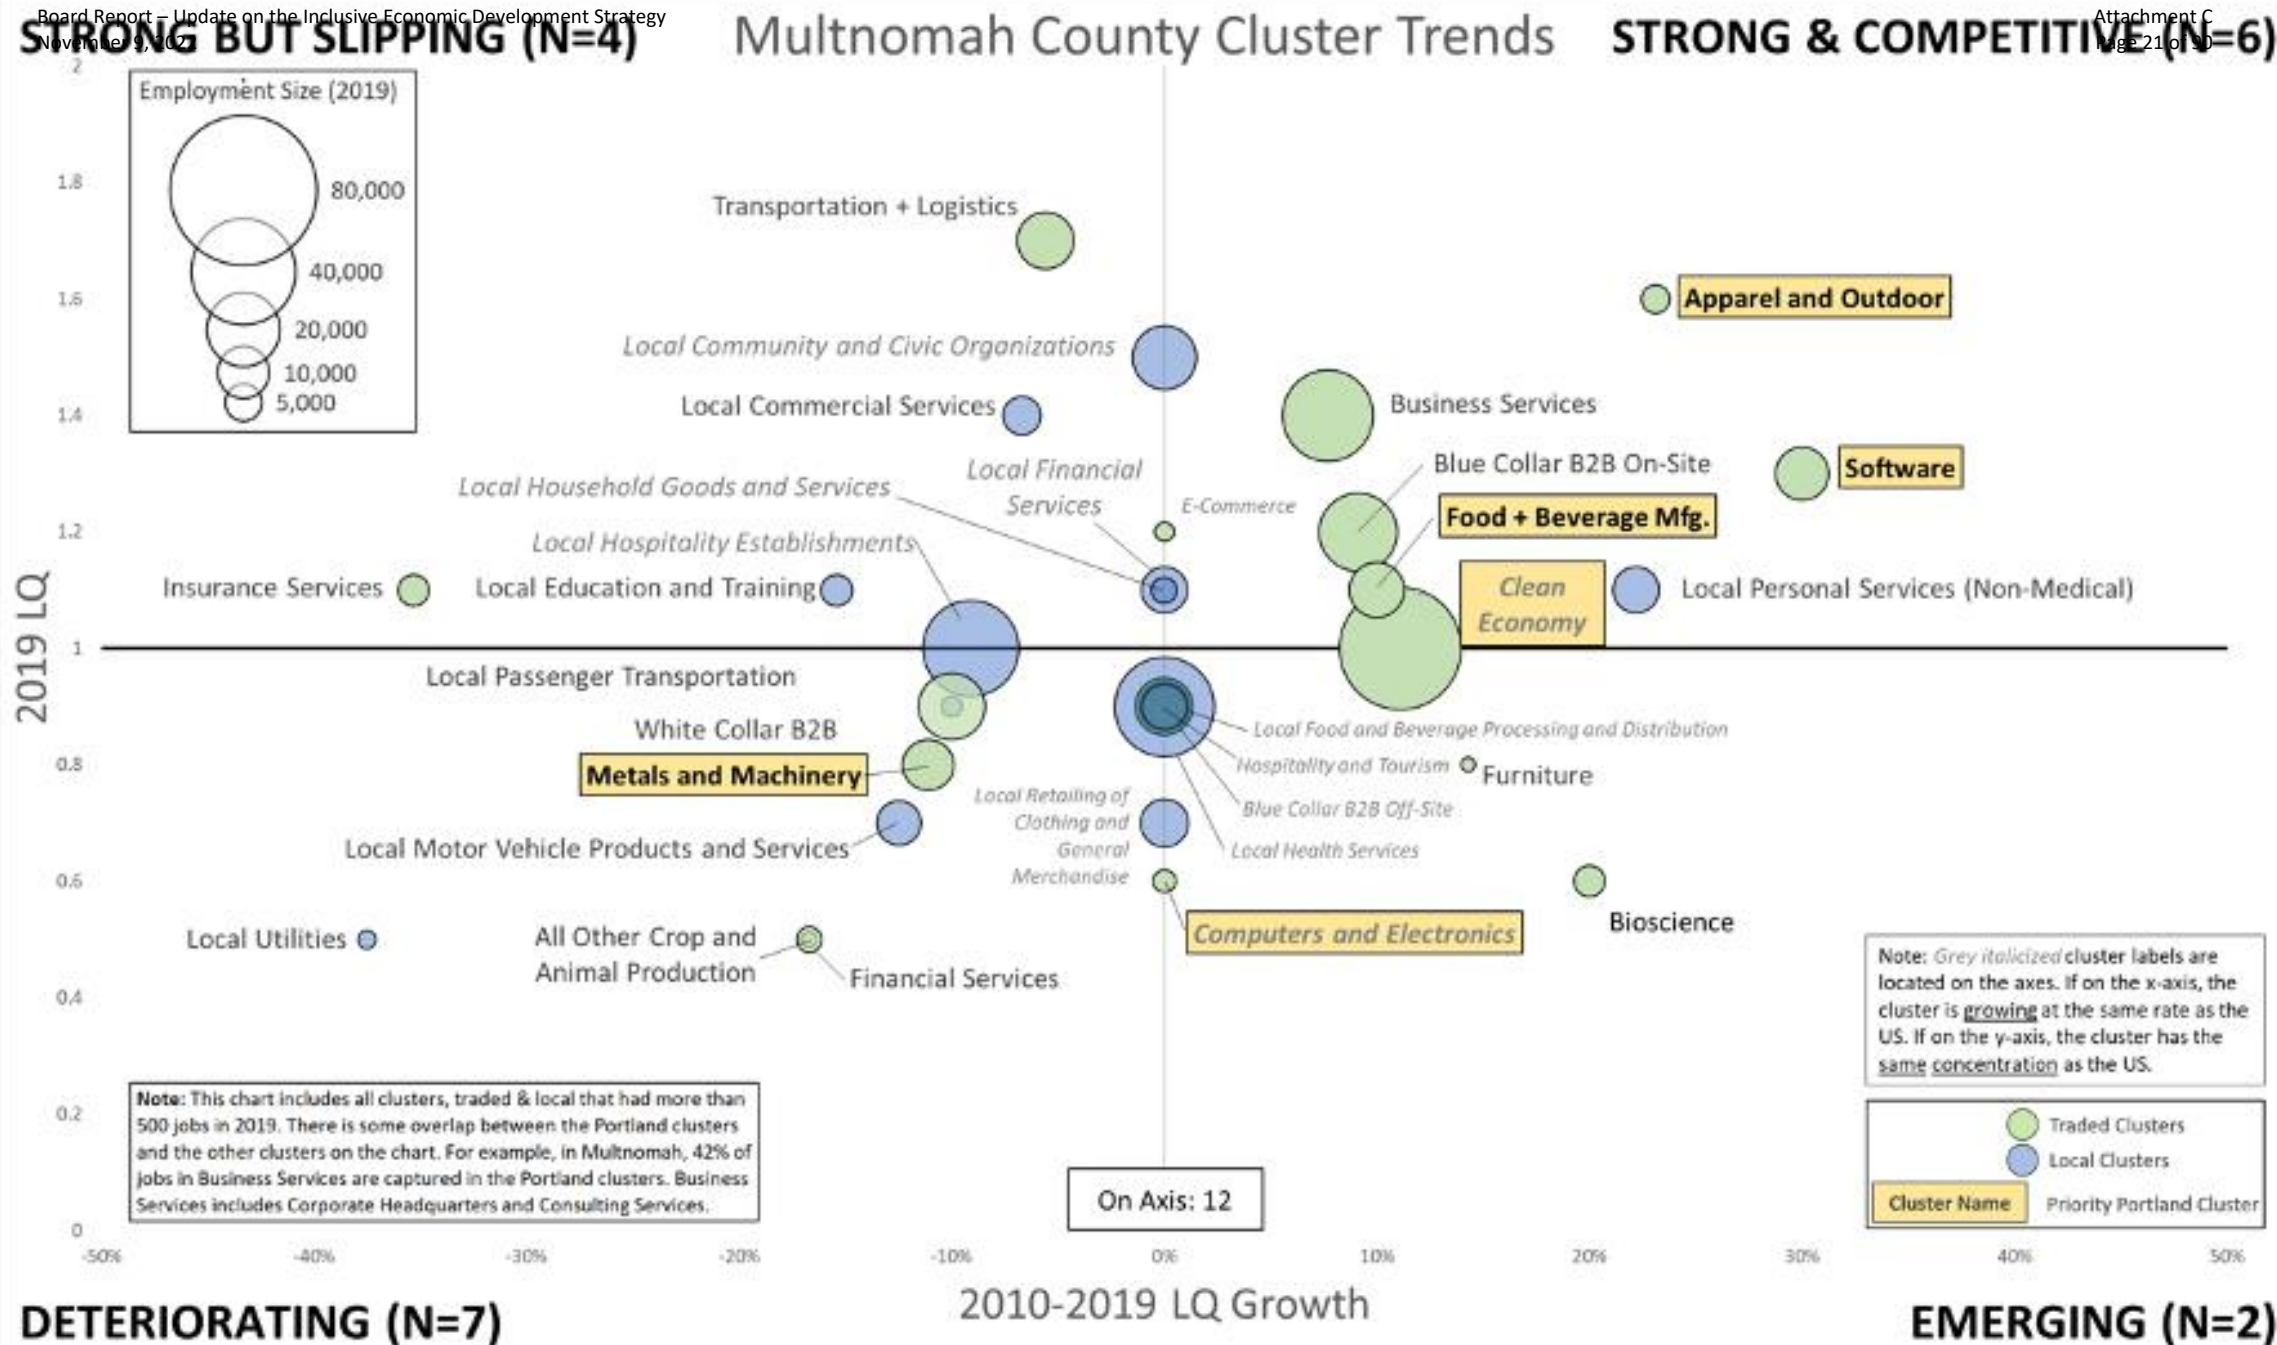 Board Report – Update on the Inclusive Economic Development Strategy
November 9, 2022
Attachment C
Page 21 of 90
STRONG BUT SLIPPING (N=4)
Multnomah County Cluster Trends
STRONG & COMPETITIVE (N=6)
Employment Size (2019)
80,000
40,000
20,000
10,000
5,000
2019 LQ
2
1.8
1.6
1.4
1.2
1
0.8
0.6
0.4
0.2
0
Transportation + Logistics
Apparel and Outdoor
Local Community and Civic Organizations
Local Commercial Services
Business Services
Local Financial
Services
Blue Collar B2B On-Site
Software
Local Household Goods and Services
E-Commerce
Food + Beverage Mfg.
Local Hospitality Establishments
Insurance Services
Local Education and Training
Clean
Economy
Local Personal Services (Non-Medical)
Local Passenger Transportation
White Collar B2B
Local Food and Beverage Processing and Distribution
Metals and Machinery
Hospitality and Tourism
Furniture
Local Retailing of
Clothing and
General
Merchandise
Blue Collar B2B Off-Site
Local Motor Vehicle Products and Services
Local Health Services
Computers and Electronics
Bioscience
Local Utilities
All Other Crop and
Animal Production
Financial Services
Note: Grey italicized cluster labels are
located on the axes. If on the x-axis, the
cluster is growing at the same rate as the
US. If on the y-axis, the cluster has the
same concentration as the US.
Note: This chart includes all clusters, traded & local that had more than
500 jobs in 2019. There is some overlap between the Portland clusters
and the other clusters on the chart. For example, in Multnomah, 42% of
jobs in Business Services are captured in the Portland clusters. Business
Services includes Corporate Headquarters and Consulting Services.
Traded Clusters
Local Clusters
Cluster Name Priority Portland Cluster
On Axis: 12
-50%
-40%
-30%
-20%
-10%
0%
10%
20%
30%
40%
50%
2010-2019 LQ Growth
DETERIORATING (N=7)
EMERGING (N=2)